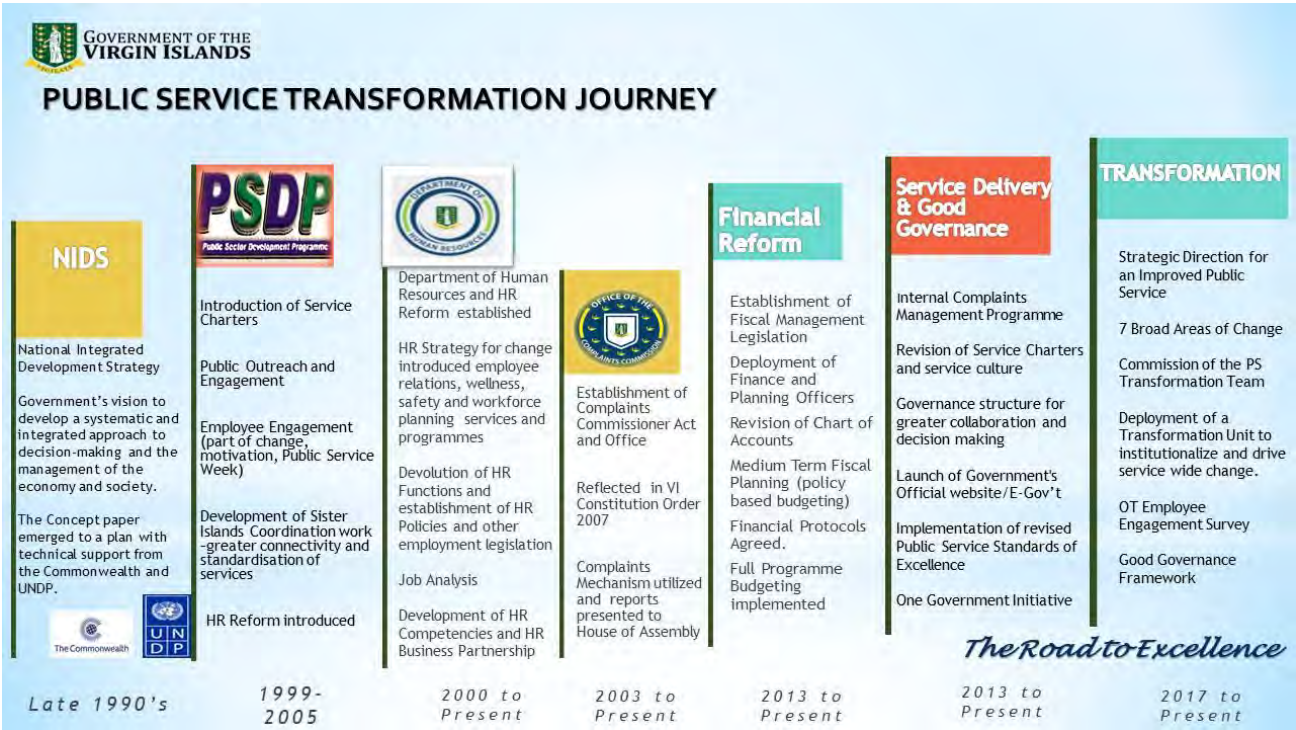 GOVERNMENT OF THE
VIRGIN ISLANDS
PUBLIC SERVICE TRANSFORMATION JOURNEY
NIDS
National Integrated
Development Strategy
Government's vision to
develop a systematic and
integrated approach to
decision-making and the
management of the
economy and society.
The Concept paper
emerged to a plan with
technical support from
the Commonwealth and
UNDP.
The Commonwealth
U N
D P
Late 1990's
PSDP
Public Sector Development Programme
Introduction of Service
Charters
Public Outreach and
Engagement
Employee Engagement
(part of change,
motivation, Public Service
Week)
Development of Sister
Islands Coordination work
-greater connectivity and
standardisation of
services
HR Reform introduced
1999-
2005
DEPARTMENT OF
HUMAN RESOURCES
Department of Human
Resources and HR
Reform established
HR Strategy for change
introduced employee
relations, wellness,
safety and workforce
planning services and
programmes
Devolution of HR
Functions and
establishment of HR
Policies and other
employment legislation
Job Analysis
Development of HR
Competencies and HR
Business Partnership
2000 to
Present
OFFICE OF THE
COMPLAINTS COMMISSION
Establishment of
Complaints
Commissioner Act
and Office
Reflected in VI
Constitution Order
2007
Complaints
Mechanism utilized
and reports
presented to
House of Assembly
2003 to
Present
Financial
Reform
Establishment of
Fiscal Management
Legislation
Deployment of
Finance and
Planning Officers
Revision of Chart of
Accounts
Medium Term Fiscal
Planning (policy
based budgeting)
Financial Protocols
Agreed.
Full Programme
Budgeting
implemented
2013 to
Present
Service Delivery
& Good
Governance
Internal Complaints
Management Programme
Revision of Service Charters
and service culture
Governance structure for
greater collaboration and
decision making
Launch of Government's
Official website/E-Gov't
Implementation of revised
Public Service Standards of
Excellence
One Government Initiative
2013 to
Present
TRANSFORMATION
Strategic Direction for
an Improved Public
Service
7 Broad Areas of Change
Commission of the PS
Transformation Team
Deployment of a
Transformation Unit to
institutionalize and drive
service wide change.
OT Employee
Engagement Survey
Good Governance
Framework
The Road to Excellence
2017 to
Present